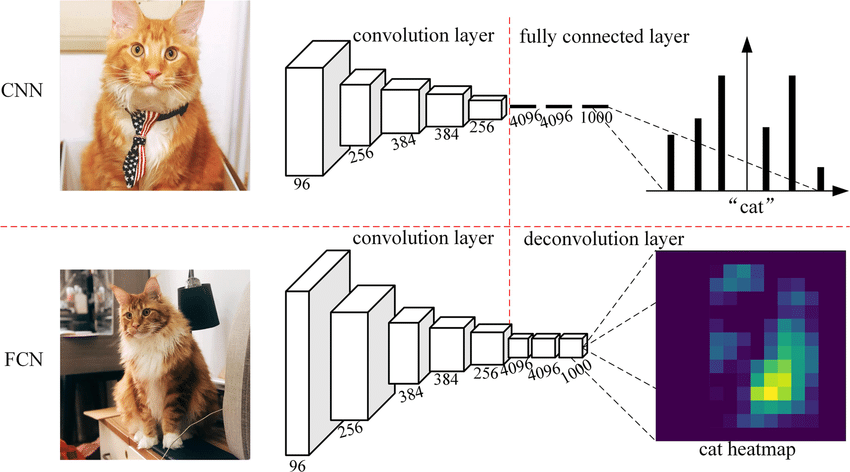 convolution layer
fully connected layer
CNN
96
256
384
384
256
4096
4096
1000
“cat”
convolution layer
deconvolution layer
FCN
96
256
384
384
256
4096
4096
1000
cat heatmap